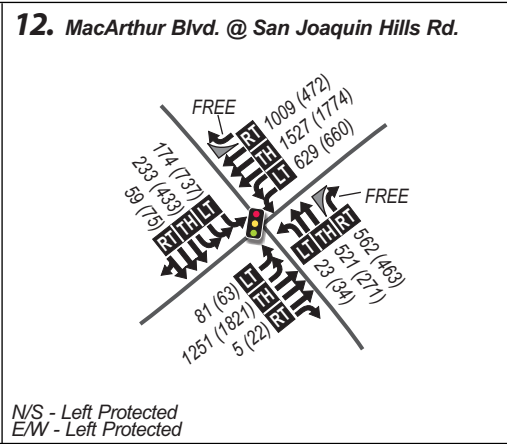 12. MacArthur Blvd. @ San Joaquin Hills Rd.
FREE
RT 1009 (472)
TH 1527 (1774)
LT 629 (660)
174 (737)
233 (433)
59 (75)
RT TH LT
FREE
LT TH RT
562 (463)
521 (271)
23 (34)
81 (63) LT
1251 (1821) TH
5 (22) RT
N/S - Left Protected
E/W - Left Protected